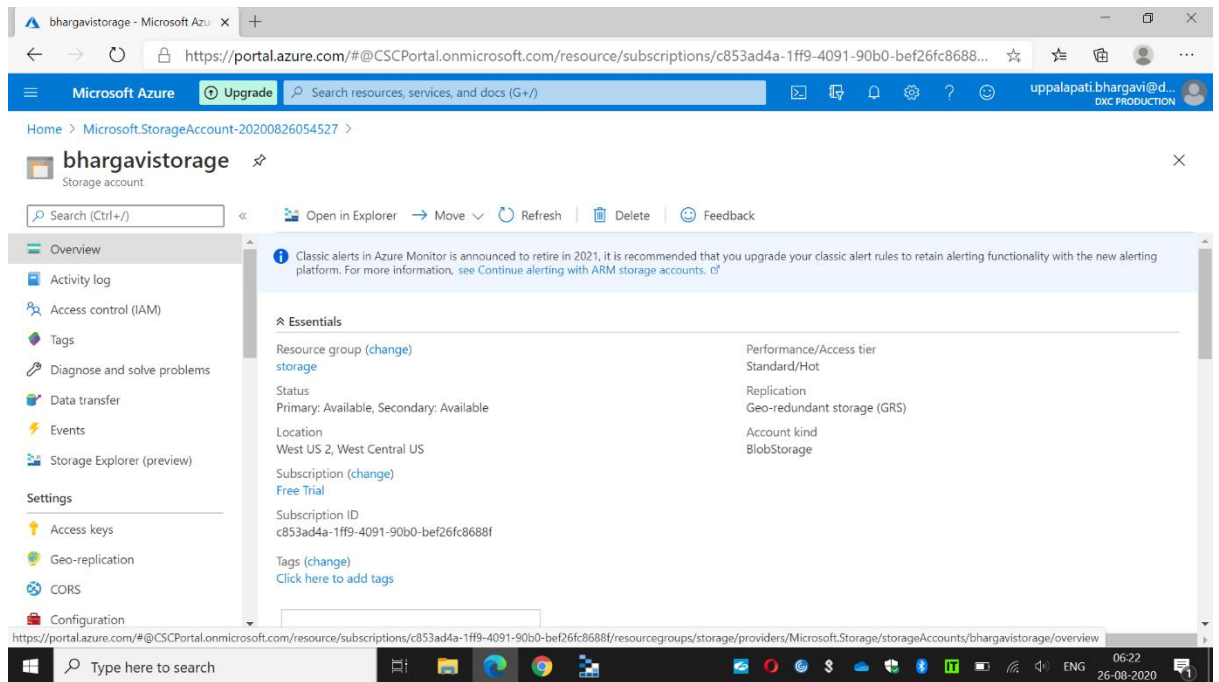 bhargavistorage - Microsoft Azu
https://portal.azure.com/#@CSCPortal.onmicrosoft.com/resource/subscriptions/c853ad4a-1ff9-4091-90b0-bef26fc8688...
Microsoft Azure
Upgrade
Search resources, services, and docs (G+/)
uppalapati.bhargavi@d...
DXC PRODUCTION
Home > Microsoft.StorageAccount-20200826054527 >
bhargavistorage
Storage account
Search (Ctrl+/)
Open in Explorer
Move
Refresh
Delete
Feedback
Overview
Activity log
Access control (IAM)
Tags
Diagnose and solve problems
Data transfer
Events
Storage Explorer (preview)
Settings
Access keys
Geo-replication
CORS
Configuration
Classic alerts in Azure Monitor is announced to retire in 2021, it is recommended that you upgrade your classic alert rules to retain alerting functionality with the new alerting
platform. For more information, see Continue alerting with ARM storage accounts.
Essentials
Resource group (change)
storage
Status
Primary: Available, Secondary: Available
Location
West US 2, West Central US
Subscription (change)
Free Trial
Subscription ID
c853ad4a-1ff9-4091-90b0-bef26fc8688f
Tags (change)
Click here to add tags
Performance/Access tier
Standard/Hot
Replication
Geo-redundant storage (GRS)
Account kind
BlobStorage
https://portal.azure.com/#@CSCPortal.onmicrosoft.com/resource/subscriptions/c853ad4a-1ff9-4091-90b0-bef26fc8688f/resourcegroups/storage/providers/Microsoft.Storage/storageAccounts/bhargavistorage/overview
Type here to search
ENG
06:22
26-08-2020